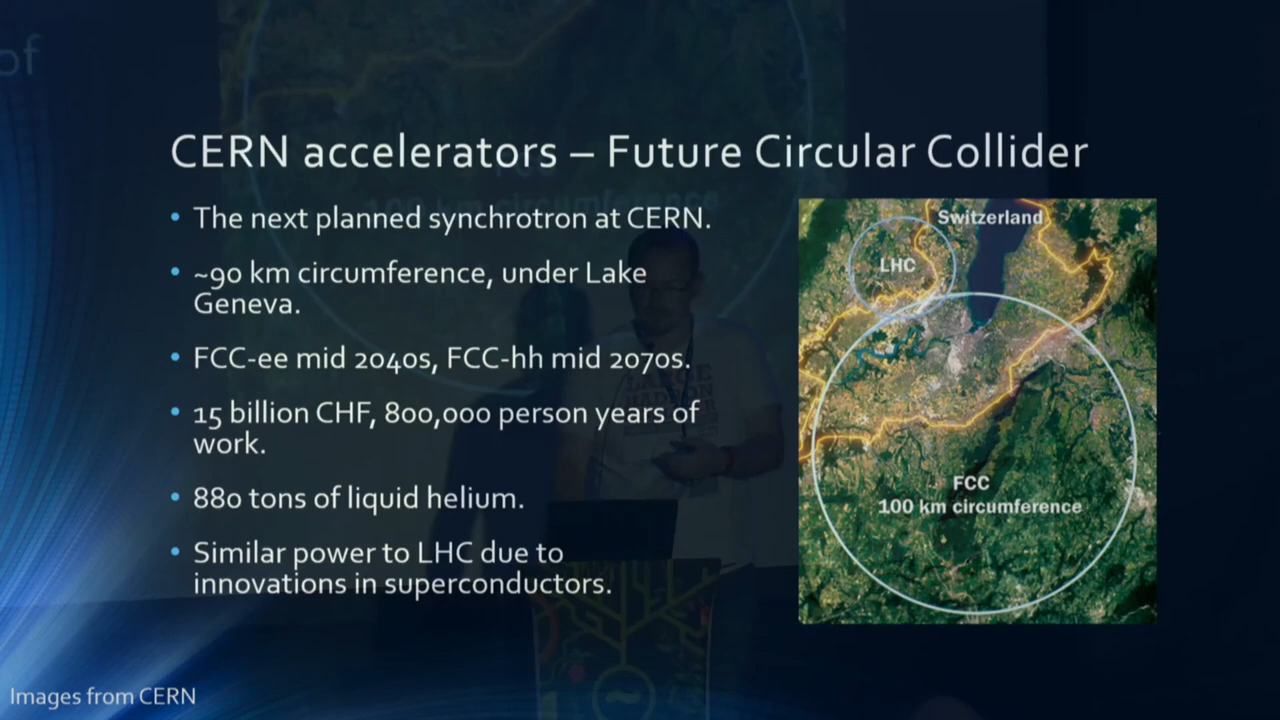 of
CERN accelerators – Future Circular Collider
• The next planned synchrotron at CERN.
• ~90 km circumference, under Lake
Geneva.
• FCC-ee mid 2040s, FCC-hh mid 2070s.
• 15 billion CHF, 800,000 person years of
work.
• 880 tons of liquid helium.
• Similar power to LHC due to
innovations in superconductors.
Switzerland
LHC
FCC
100 km circumference
Images from CERN